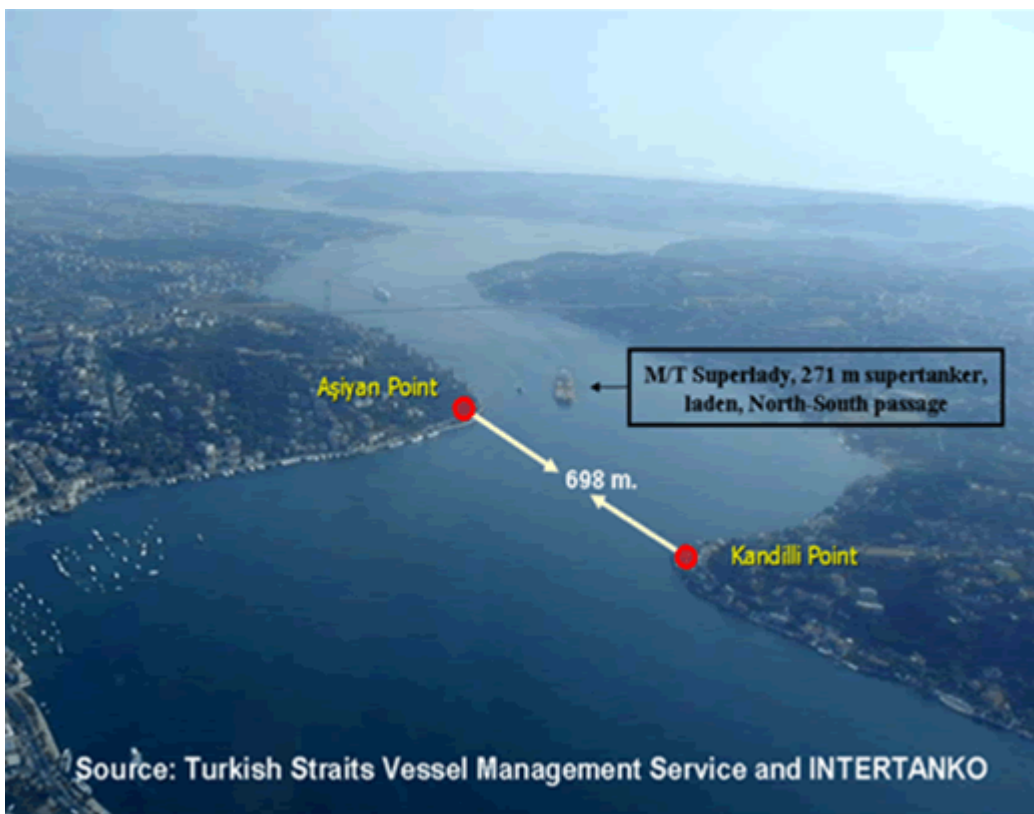 M/T Superlady, 271 m supertanker,
laden, North-South passage
Aşiyan Point
698 m.
Kandilli Point
Source: Turkish Straits Vessel Management Service and INTERTANKO